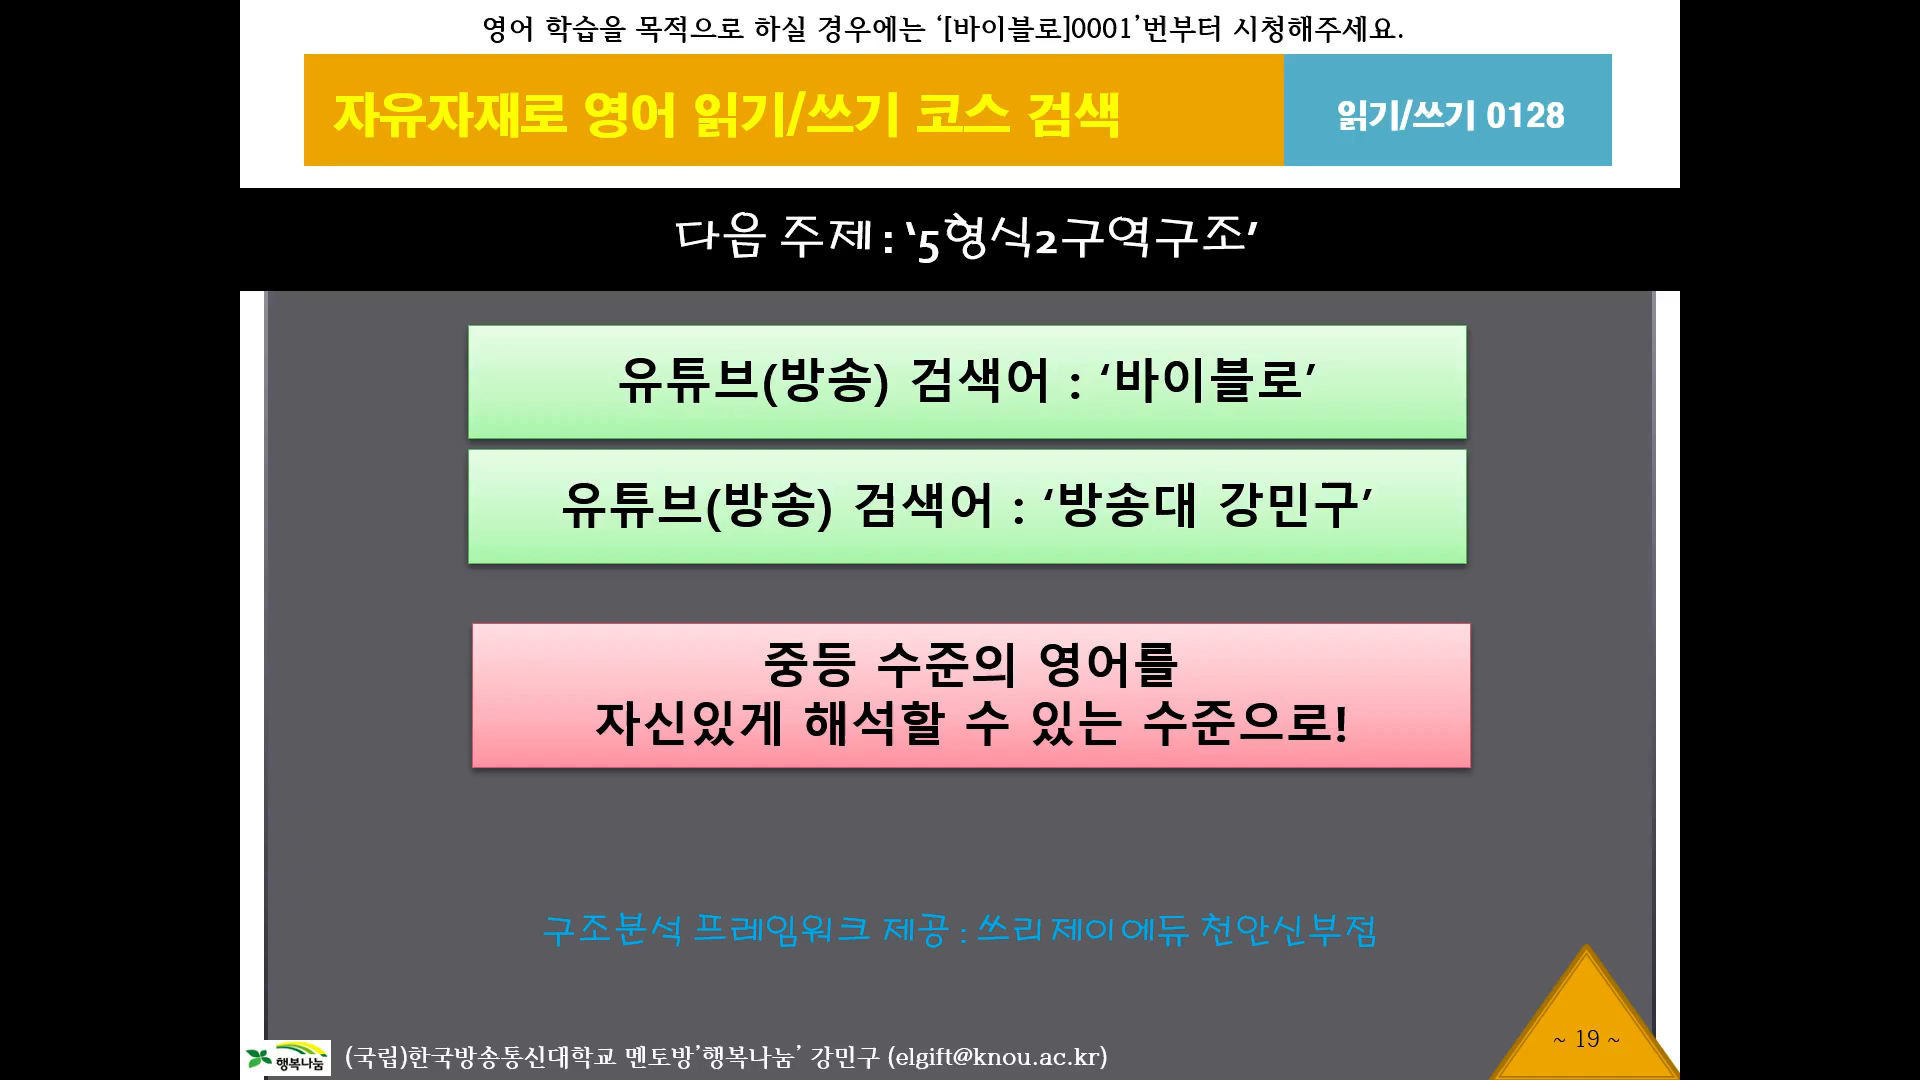 영어 학습을 목적으로 하실 경우에는 ‘[바이블로]0001’번부터 시청해주세요.
자유자재로 영어 읽기/쓰기 코스 검색
읽기/쓰기 0128
다음 주제 : ‘5형식2구역구조’
유튜브(방송) 검색어 : ‘바이블로’
유튜브(방송) 검색어 : ‘방송대 강민구’
중등 수준의 영어를
자신있게 해석할 수 있는 수준으로!
구조분석 프레임워크 제공 : 쓰리제이에듀 천안신부점
~ 19 ~
행복나눔
(국립)한국방송통신대학교 멘토방’행복나눔’ 강민구 (elgift@knou.ac.kr)